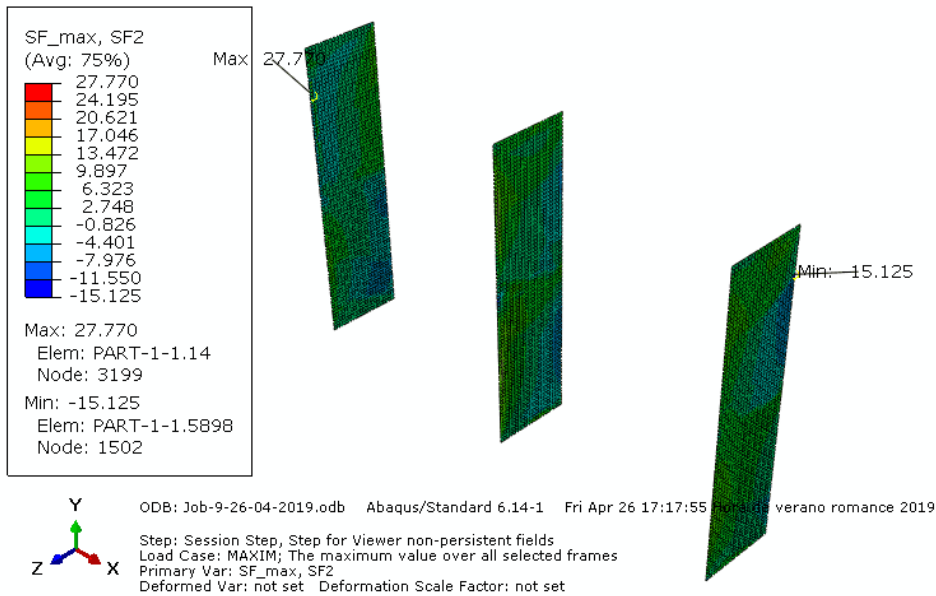 SF_max, SF2
(Avg: 75%)
27.770
24.195
20.621
17.046
13.472
9.897
6.323
2.748
-0.826
-4.401
-7.976
-11.550
-15.125
Max: 27.770
Elem: PART-1-1.14
Node: 3199
Min: -15.125
Elem: PART-1-1.5898
Node: 1502
Max: 27.770
Min: -15.125
Y
Z
X
ODB: Job-9-26-04-2019.odb Abaqus/Standard 6.14-1 Fri Apr 26 17:17:55 Hora de verano romance 2019
Step: Session Step, Step for Viewer non-persistent fields
Load Case: MAXIM; The maximum value over all selected frames
Primary Var: SF_max, SF2
Deformed Var: not set Deformation Scale Factor: not set